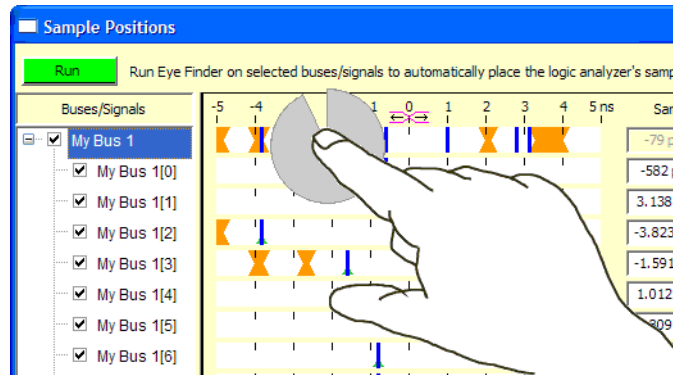 Sample Positions
Run Run Eye Finder on selected buses/signals to automatically place the logic analyzer's
Buses/Signals -5 -4 1 0 1 2 3 4 5 ns
My Bus 1 -79
My Bus 1[0] -582
My Bus 1[1] 3.138
My Bus 1[2] -3.823
My Bus 1[3] -1.591
My Bus 1[4] 1.012
My Bus 1[5] 309
My Bus 1[6]